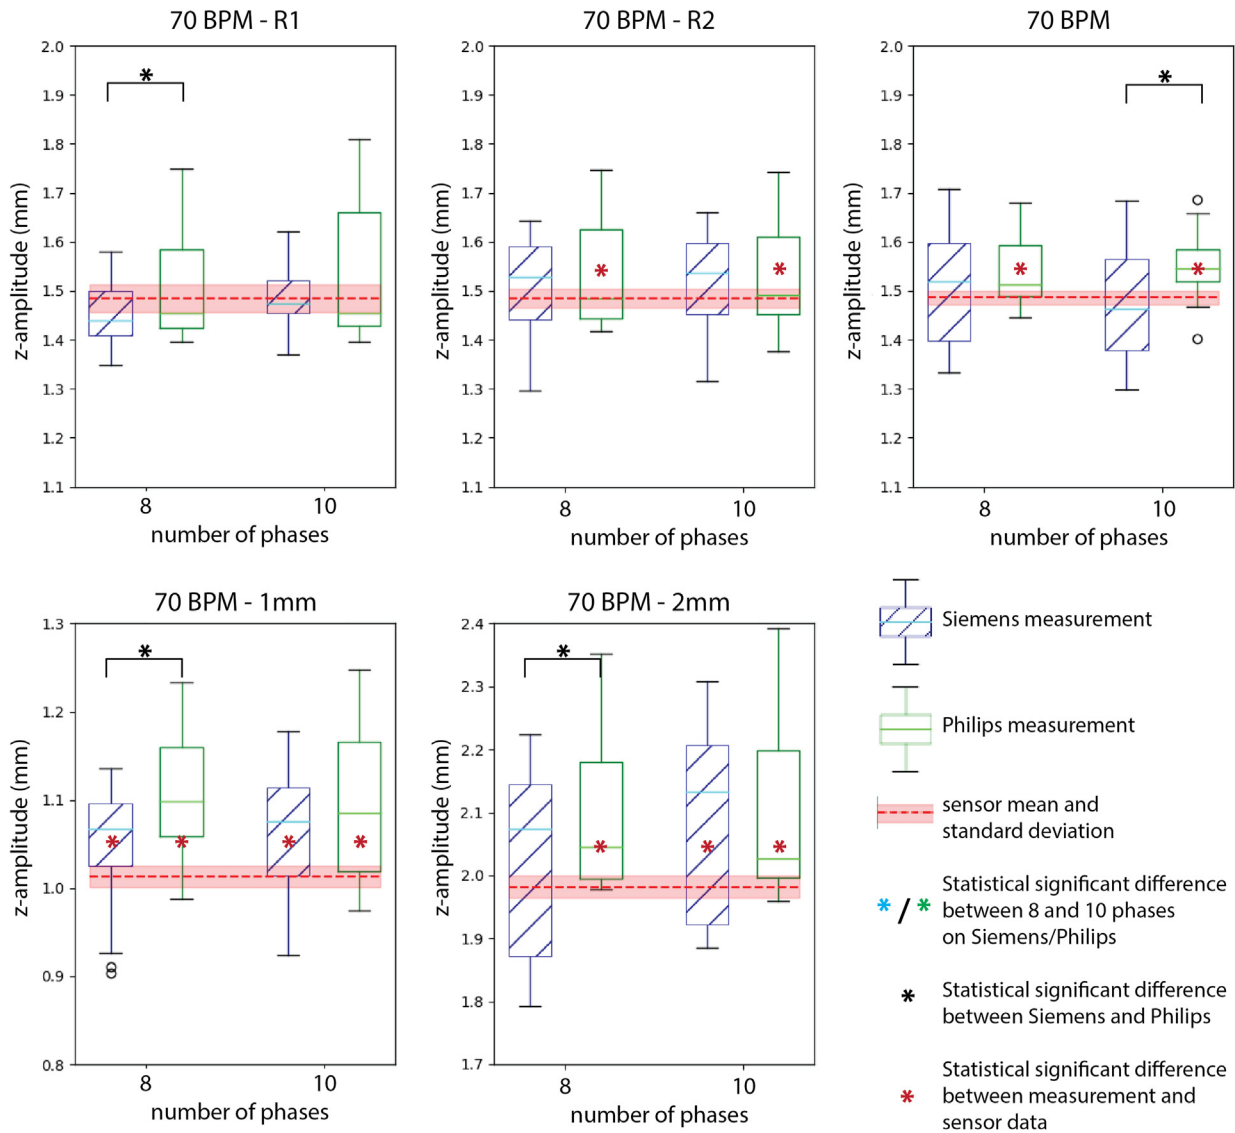 70 BPM - R1
2.0
1.9
1.8
1.7
1.6
1.5
1.4
1.3
1.2
1.1
z-amplitude (mm)
8
10
number of phases
*
70 BPM - R2
2.0
1.9
1.8
1.7
1.6
1.5
1.4
1.3
1.2
1.1
z-amplitude (mm)
8
10
number of phases
*
*
70 BPM
2.0
1.9
1.8
1.7
1.6
1.5
1.4
1.3
1.2
1.1
z-amplitude (mm)
8
10
number of phases
*
*
*
70 BPM - 1mm
1.3
1.2
1.1
1.0
0.9
0.8
z-amplitude (mm)
8
10
number of phases
*
*
*
*
*
70 BPM - 2mm
2.4
2.3
2.2
2.1
2.0
1.9
1.8
1.7
z-amplitude (mm)
8
10
number of phases
*
*
*
*
Siemens measurement
Philips measurement
sensor mean and
standard deviation
* / *
Statistical significant difference
between 8 and 10 phases
on Siemens/Philips
*
Statistical significant difference
between Siemens and Philips
*
Statistical significant difference
between measurement and
sensor data